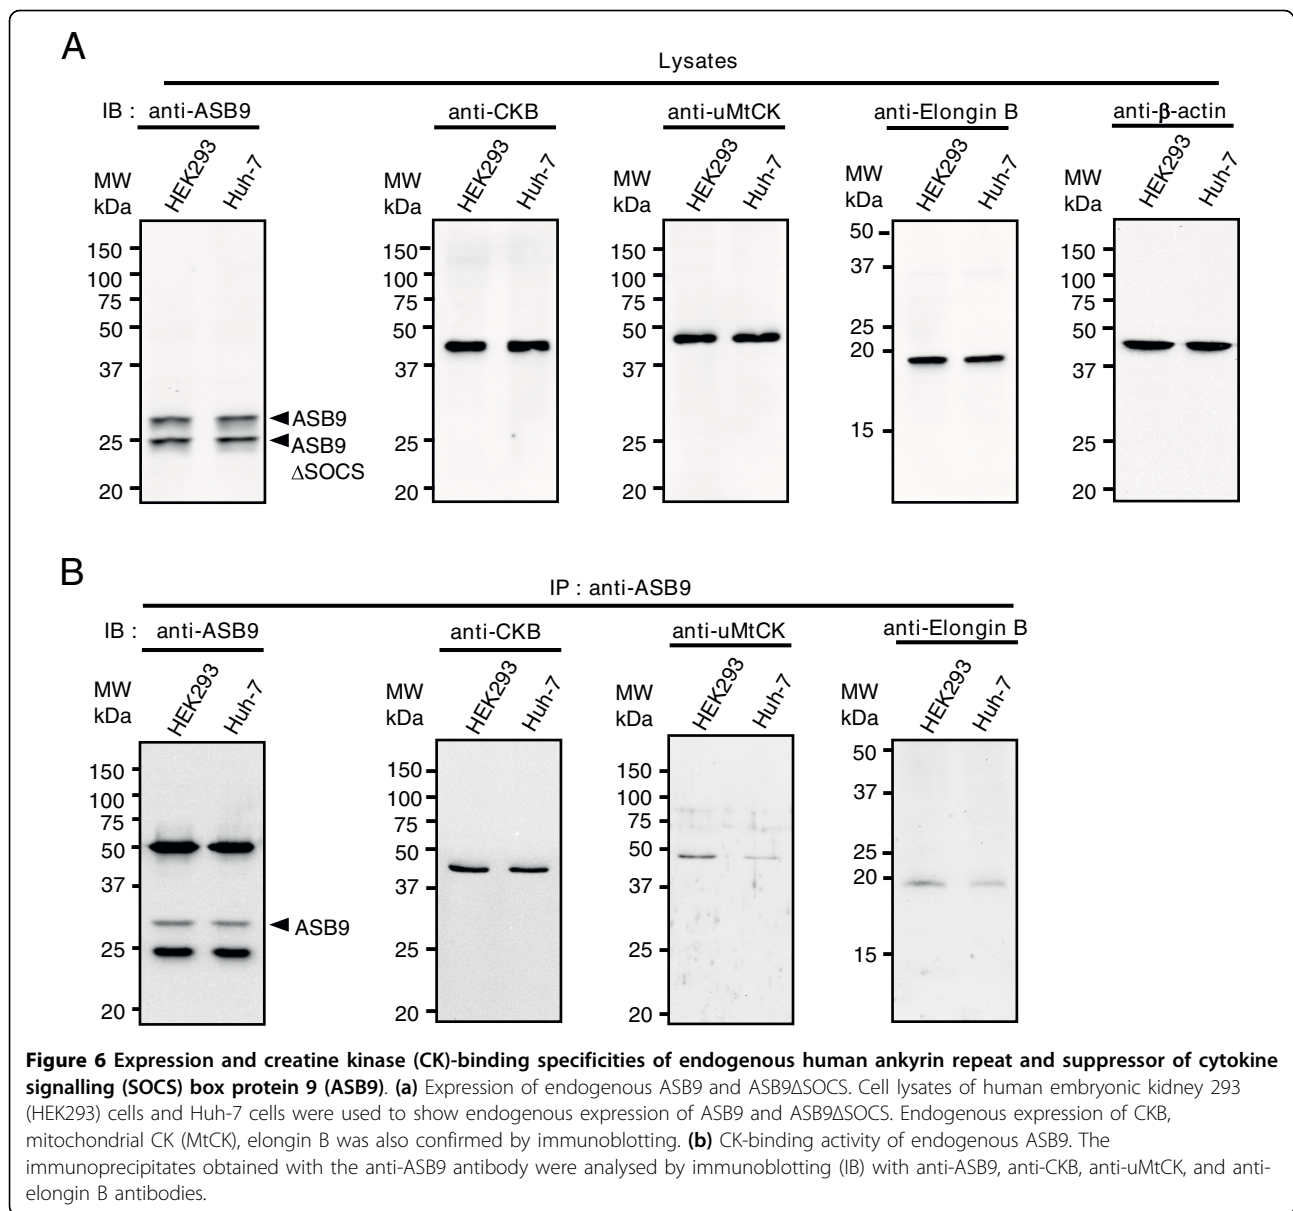 A
Lysates
IB : anti-ASB9 anti-CKB anti-uMtCK anti-Elongin B anti-β-actin
MW kDa HEK293 Huh-7 MW kDa HEK293 Huh-7 MW kDa HEK293 Huh-7 MW kDa HEK293 Huh-7 MW kDa HEK293 Huh-7
150 150 150 50 150
100 100 100 37 100
75 75 75 25 75
50 50 50 20 50
37 37 37 15 37
25 25 25 25
20 20 20 20
ASB9
ASB9
ΔSOCS
B
IP : anti-ASB9
IB : anti-ASB9 anti-CKB anti-uMtCK anti-Elongin B
MW kDa HEK293 Huh-7 MW kDa HEK293 Huh-7 MW kDa HEK293 Huh-7 MW kDa HEK293 Huh-7
150 150 150 50
100 100 100 37
75 75 75 25
50 50 50 20
37 37 37 15
25 25 25
20 20 20
ASB9
Figure 6 Expression and creatine kinase (CK)-binding specificities of endogenous human ankyrin repeat and suppressor of cytokine
signalling (SOCS) box protein 9 (ASB9). (a) Expression of endogenous ASB9 and ASB9ΔSOCS. Cell lysates of human embryonic kidney 293
(HEK293) cells and Huh-7 cells were used to show endogenous expression of ASB9 and ASB9ΔSOCS. Endogenous expression of CKB,
mitochondrial CK (MtCK), elongin B was also confirmed by immunoblotting. (b) CK-binding activity of endogenous ASB9. The
immunoprecipitates obtained with the anti-ASB9 antibody were analysed by immunoblotting (IB) with anti-ASB9, anti-CKB, anti-uMtCK, and anti-
elongin B antibodies.